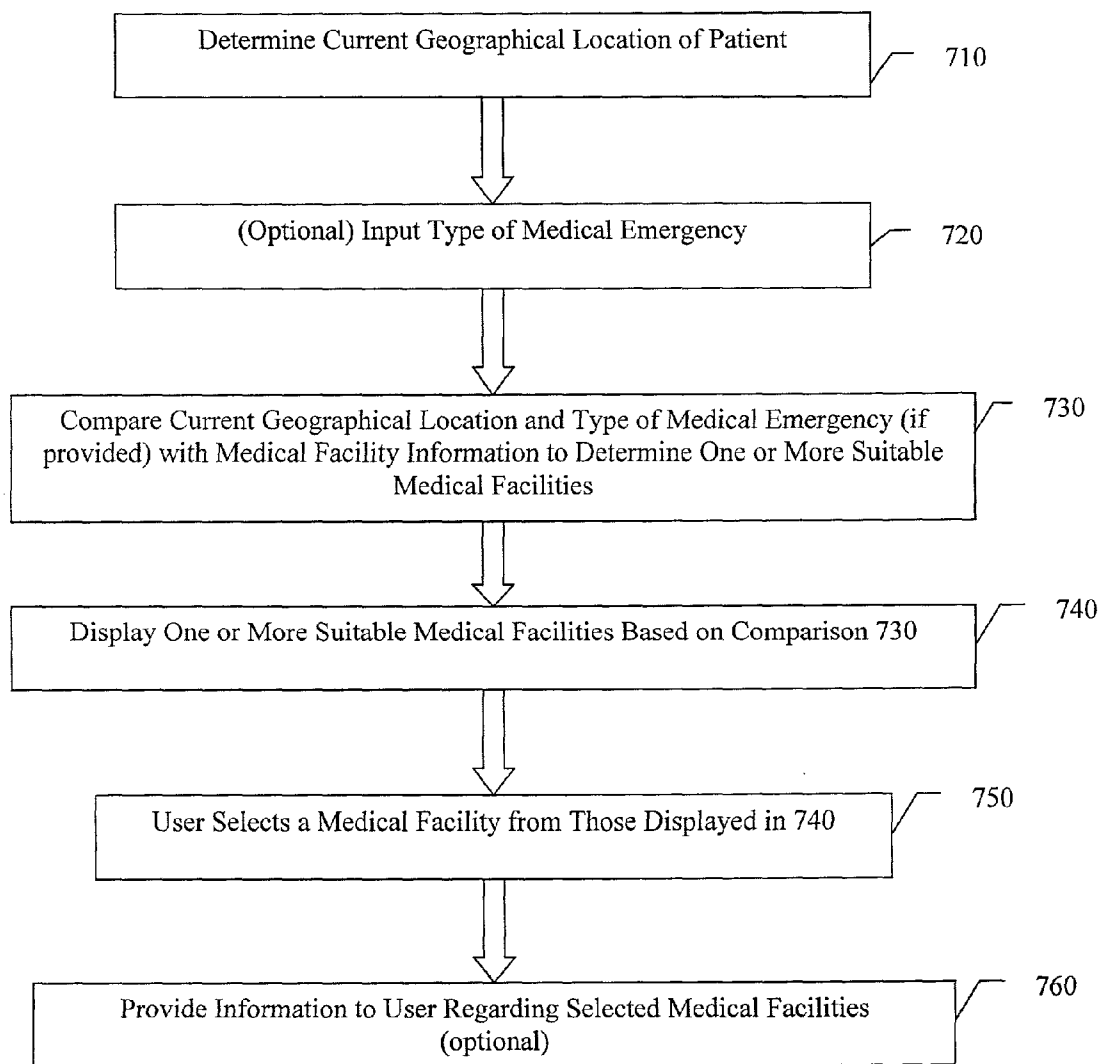 Determine Current Geographical Location of Patient
710
(Optional) Input Type of Medical Emergency
720
Compare Current Geographical Location and Type of Medical Emergency (if
provided) with Medical Facility Information to Determine One or More Suitable
Medical Facilities
730
Display One or More Suitable Medical Facilities Based on Comparison 730
740
User Selects a Medical Facility from Those Displayed in 740
750
Provide Information to User Regarding Selected Medical Facilities
(optional)
760